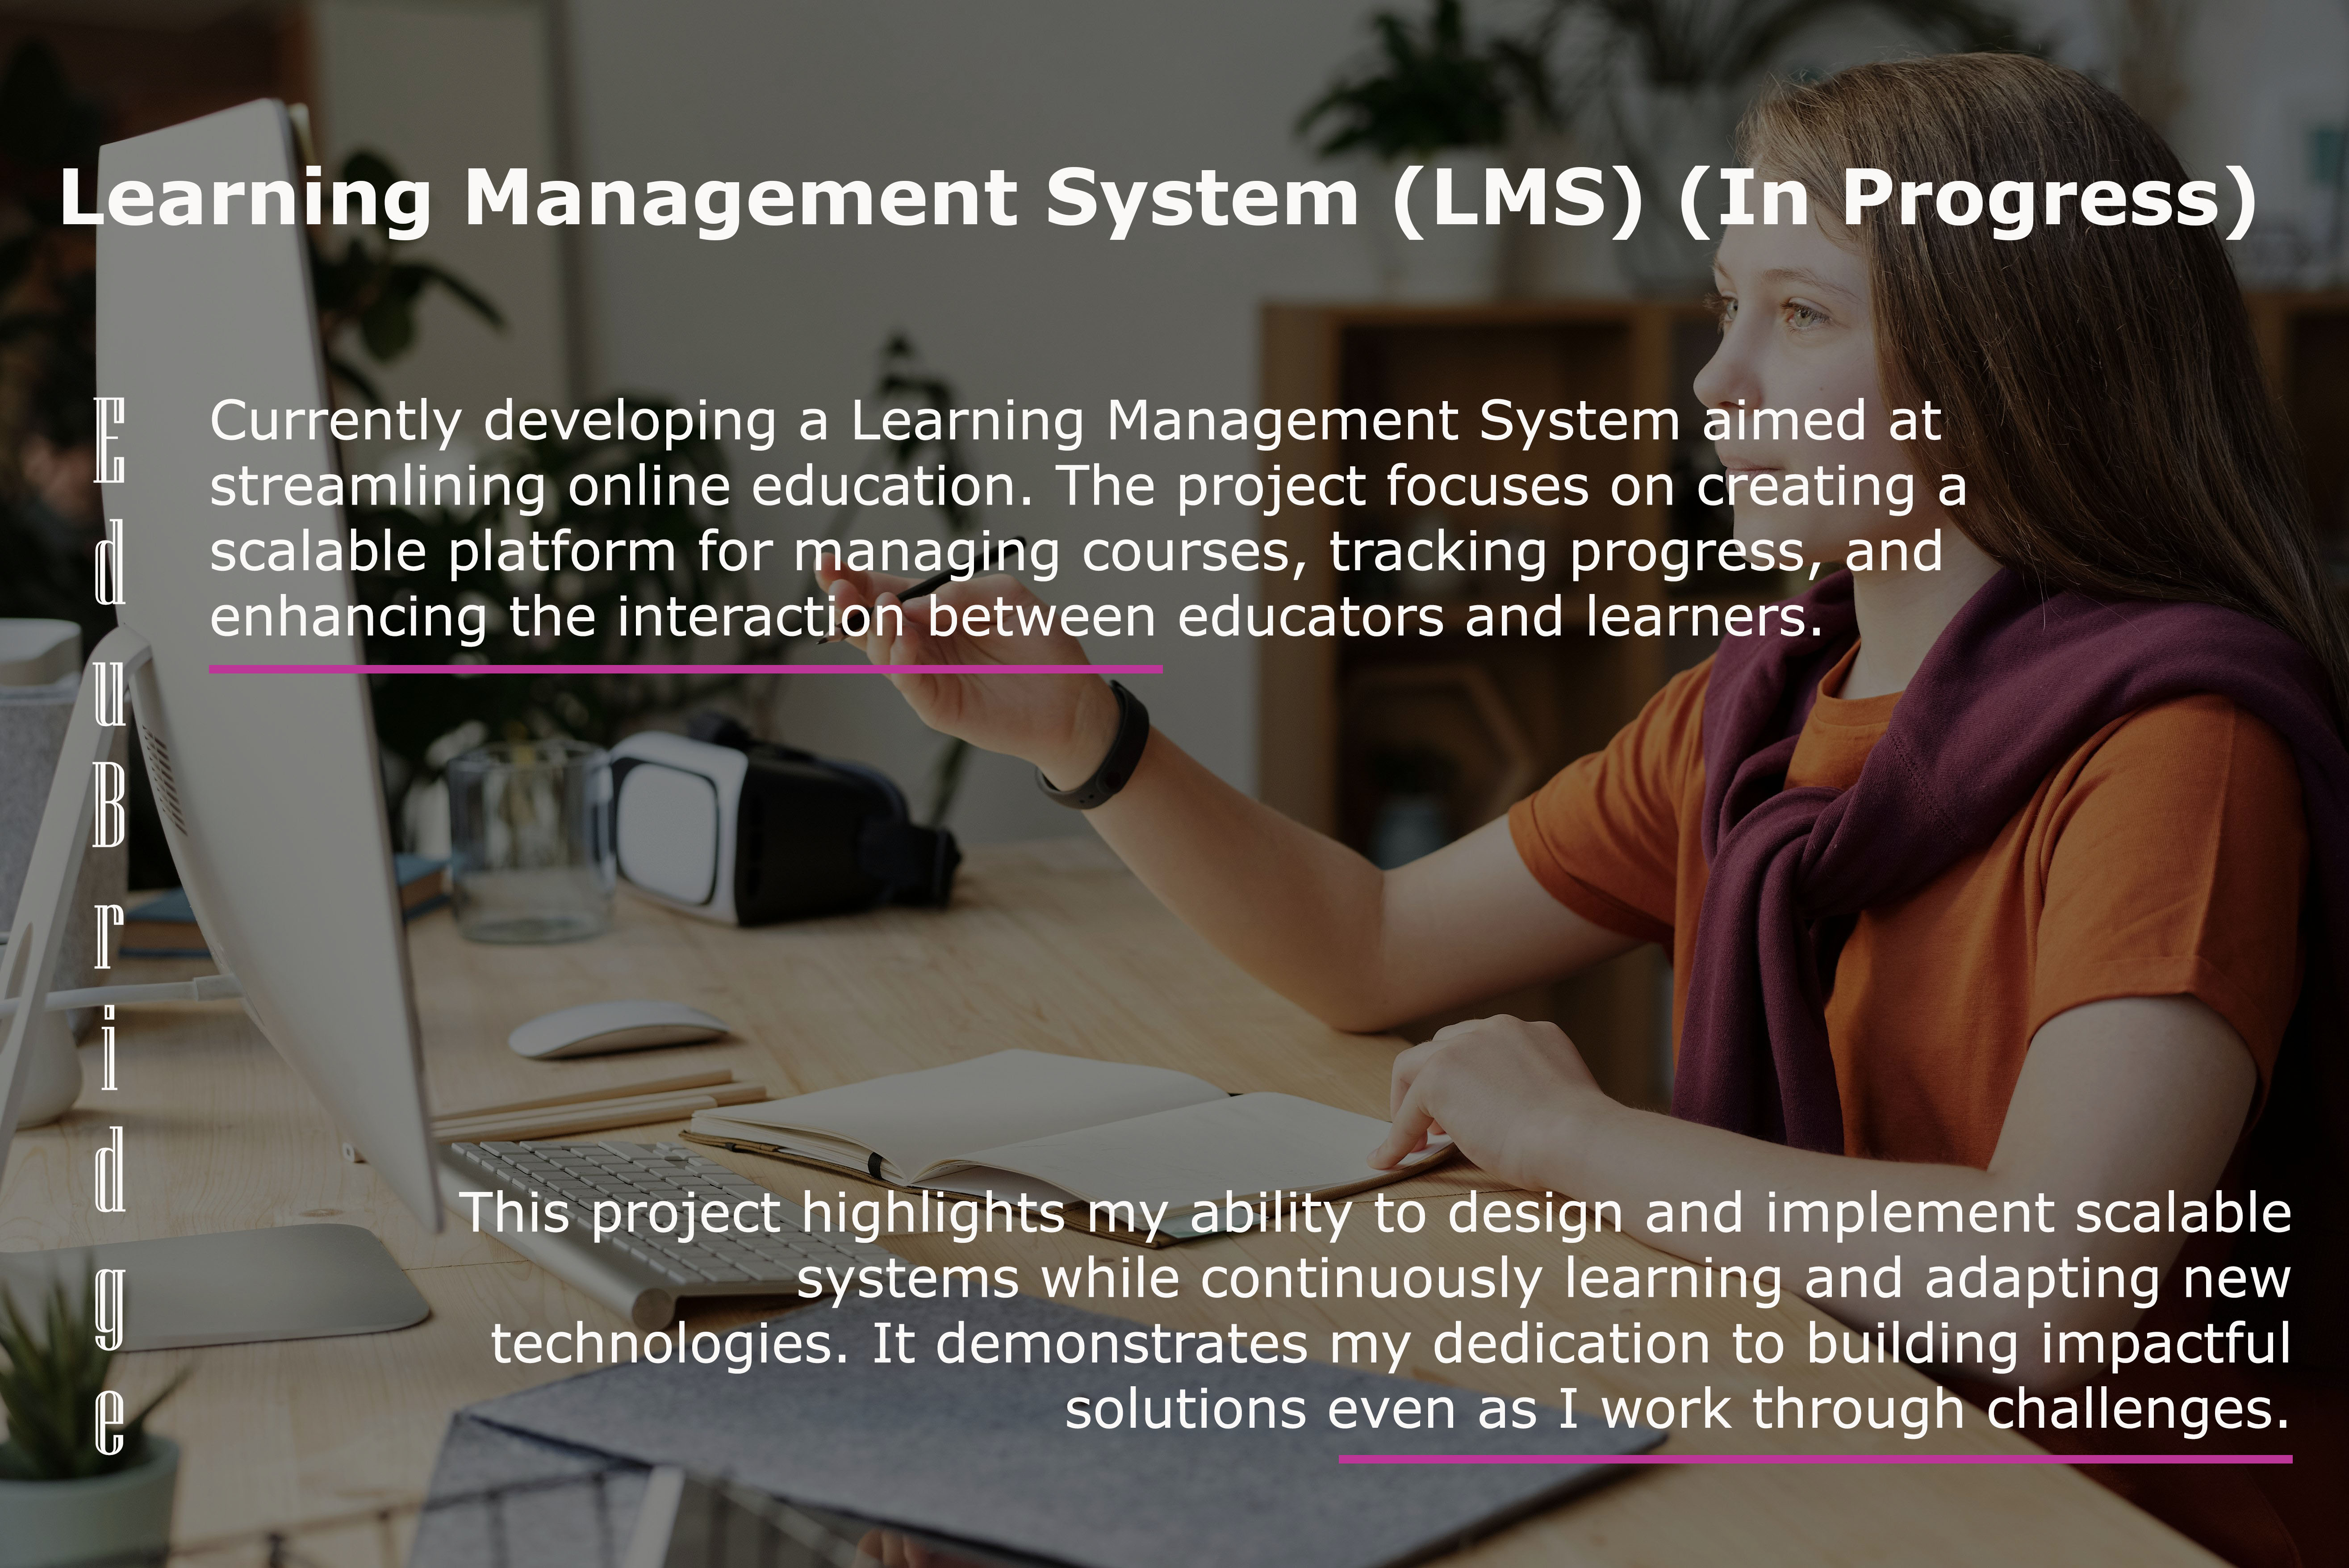 Learning Management System (LMS) (In Progress)
EduBridge
Currently developing a Learning Management System aimed at
streamlining online education. The project focuses on creating a
scalable platform for managing courses, tracking progress, and
enhancing the interaction between educators and learners.
This project highlights my ability to design and implement scalable
systems while continuously learning and adapting new
technologies. It demonstrates my dedication to building impactful
solutions even as I work through challenges.